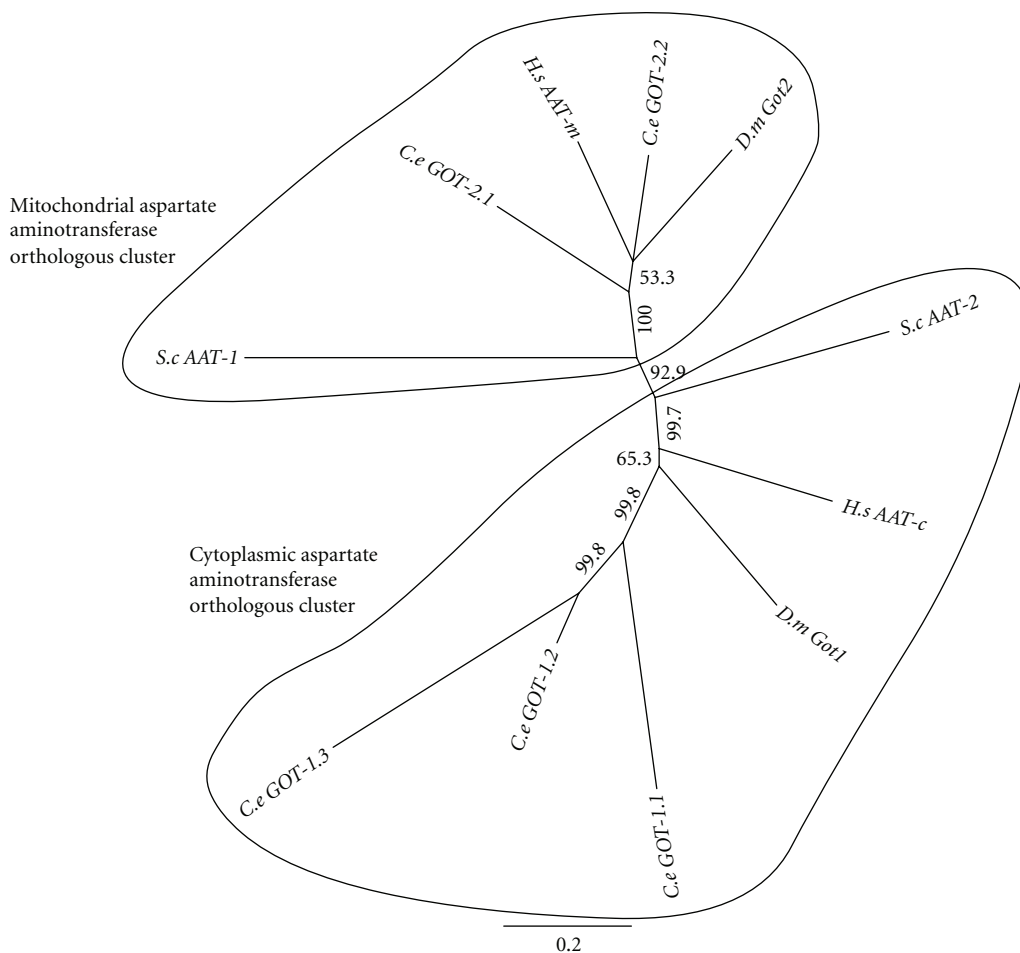 H.s AAT-m
C.e GOT-2.2
D.m Got2
C.e GOT-2.1
Mitochondrial aspartate
aminotransferase
orthologous cluster
53.3
100
S.c AAT-2
S.c AAT-1
92.9
99.7
65.3
99.8
H.s AAT-c
Cytoplasmic aspartate
aminotransferase
orthologous cluster
99.8
D.m Got1
C.e GOT-1.2
C.e GOT-1.3
C.e GOT-1.1
0.2